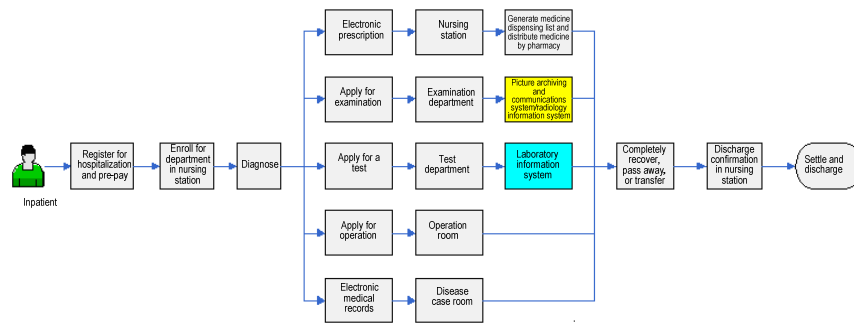 Electronic
prescription
Nursing
station
Generate medicine
dispensing list and
distribute medicine
by pharmacy
Apply for
examination
Examination
department
Picture archiving
and
communications
system/radiology
information system
Inpatient
Register for
hospitalization
and pre-pay
Enroll for
department
in nursing
station
Diagnose
Apply for a
test
Test
department
Laboratory
information
system
Completely
recover,
pass away,
or transfer
Discharge
confirmation
in nursing
station
Settle and
discharge
Apply for
operation
Operation
room
Electronic
medical
records
Disease
case room